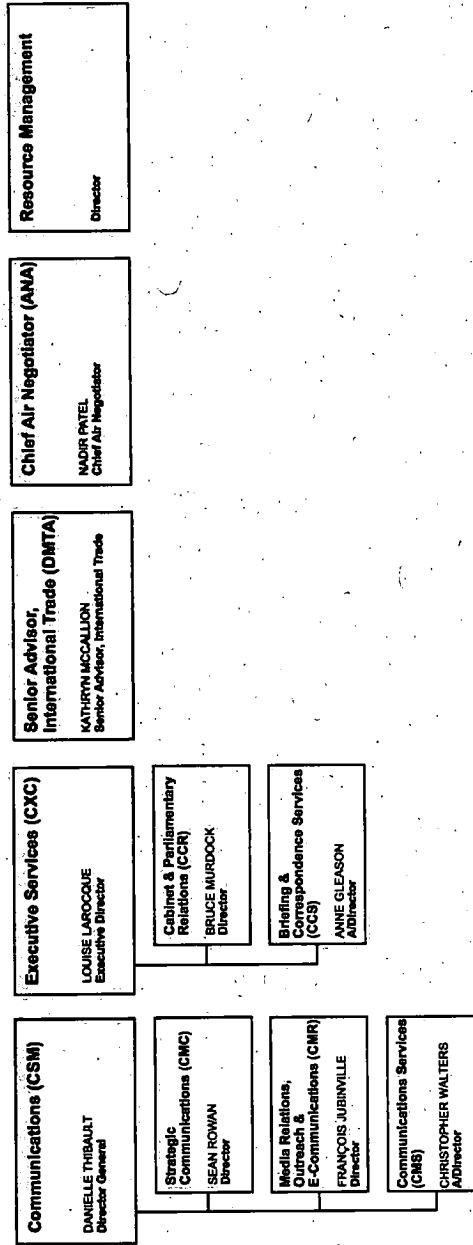 Communications (CSM)
DANIELLE THIBAULT
Director General
Strategic
Communications (CMC)
SEAN ROWAN
Director
Media Relations,
Outreach &
E-Communications (CMR)
FRANÇOIS JUBINVILLE
Director
Communications Services
(CMS)
CHRISTOPHER WALTERS
A/Director
Executive Services (CXC)
LOUISE LAROCQUE
Executive Director
Cabinet & Parliamentary
Relations (CCR)
BRUCE MURDOCK
Director
Briefing &
Correspondence Services
(CCS)
ANNE GLEASON
A/Director
Senior Advisor,
International Trade (DMTA)
KATHRYN MCCALLION
Senior Advisor, International Trade
Chief Air Negotiator (ANA)
NADIR PATEL
Chief Air Negotiator
Resource Management
Director